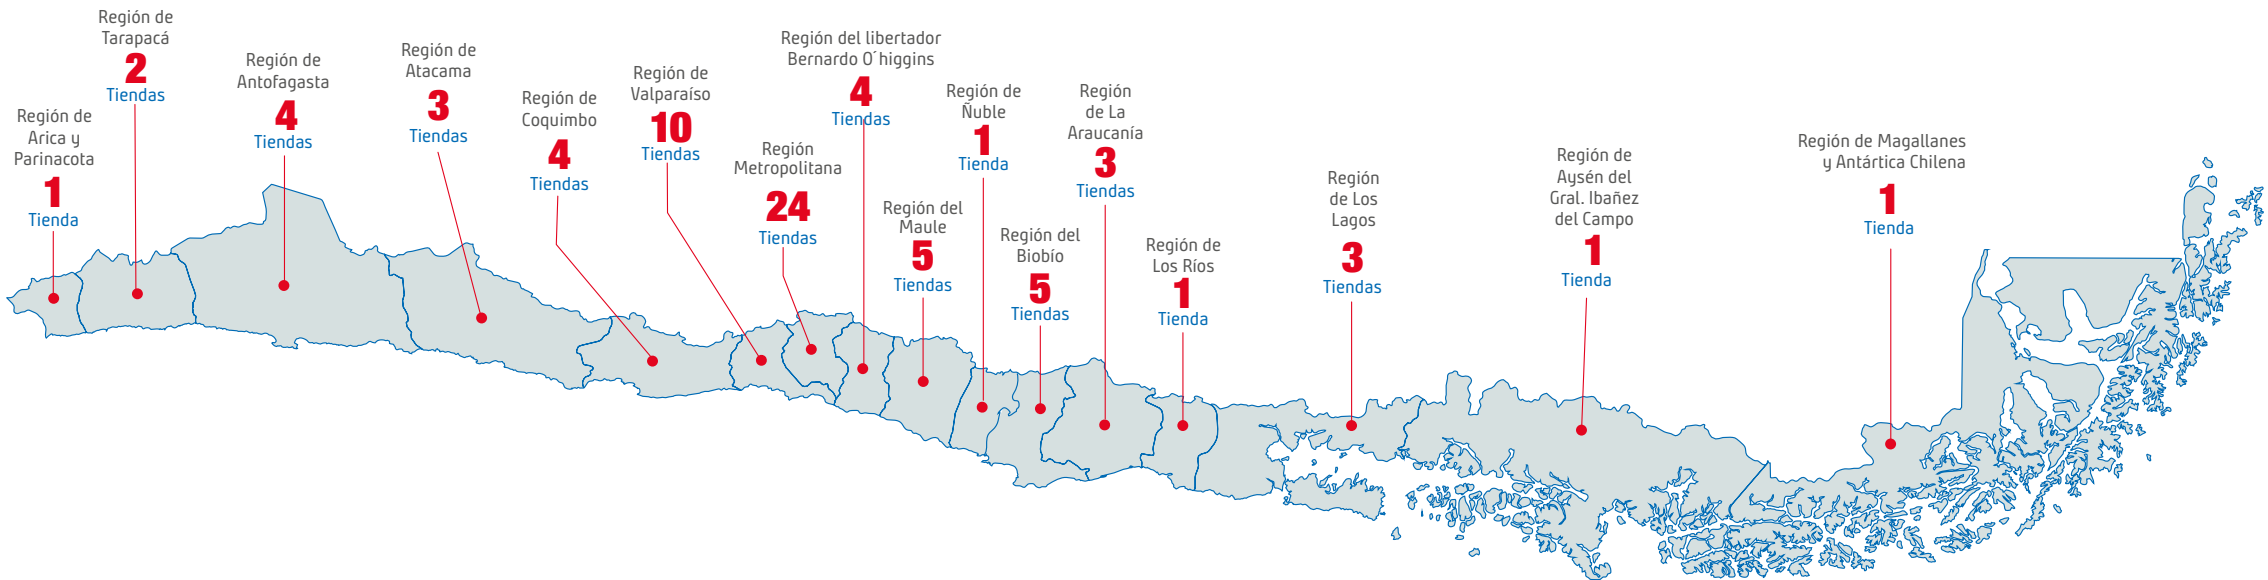 Región de
Arica y
Parinacota
1
Tienda
Región de
Tarapacá
2
Tiendas
Región de
Antofagasta
4
Tiendas
Región de
Atacama
3
Tiendas
Región de
Coquimbo
4
Tiendas
Región de
Valparaíso
10
Tiendas
Región
Metropolitana
24
Tiendas
Región del libertador
Bernardo O´higgins
4
Tiendas
Región del
Maule
5
Tiendas
Región de
Ñuble
1
Tienda
Región del
Biobío
5
Tiendas
Región
de La
Araucanía
3
Tiendas
Región de
Los Ríos
1
Tienda
Región
de Los
Lagos
3
Tiendas
Región de
Aysén del
Gral. Ibañez
del Campo
1
Tienda
Región de Magallanes
y Antártica Chilena
1
Tienda